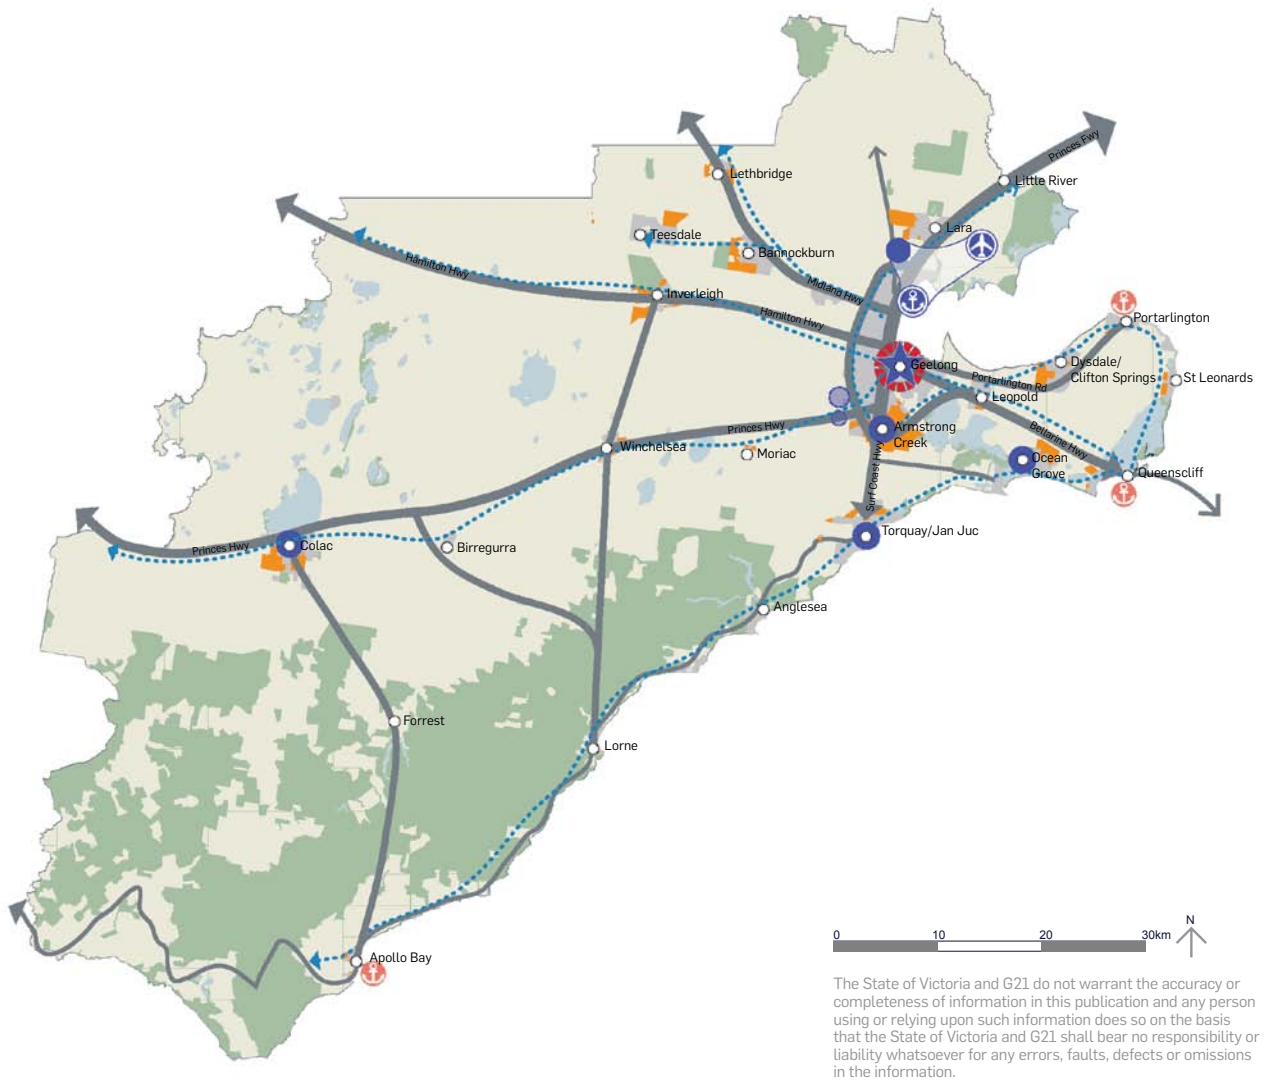 Princes Fwy
Lethbridge
Little River
Teesdale
Lara
Bannockburn
Hamilton Hwy
Midland Hwy
Inverleigh
Hamilton Hwy
Portarlington
Geelong
Dysdale/
Clifton Springs
St Leonards
Portarlington Rd
Leopold
Princes Hwy
Armstrong
Creek
Bellarine Hwy
Winchelsea
Moriac
Ocean
Grove
Surf Coast Hwy
Queenscliff
Torquay/Jan Juc
Princes Hwy
Colac
Birregurra
Anglesea
Forrest
Lorne
Apollo Bay
N
0 10 20 30km
The State of Victoria and G21 do not warrant the accuracy or
completeness of information in this publication and any person
using or relying upon such information does so on the basis
that the State of Victoria and G21 shall bear no responsibility or
liability whatsoever for any errors, faults, defects or omissions
in the information.